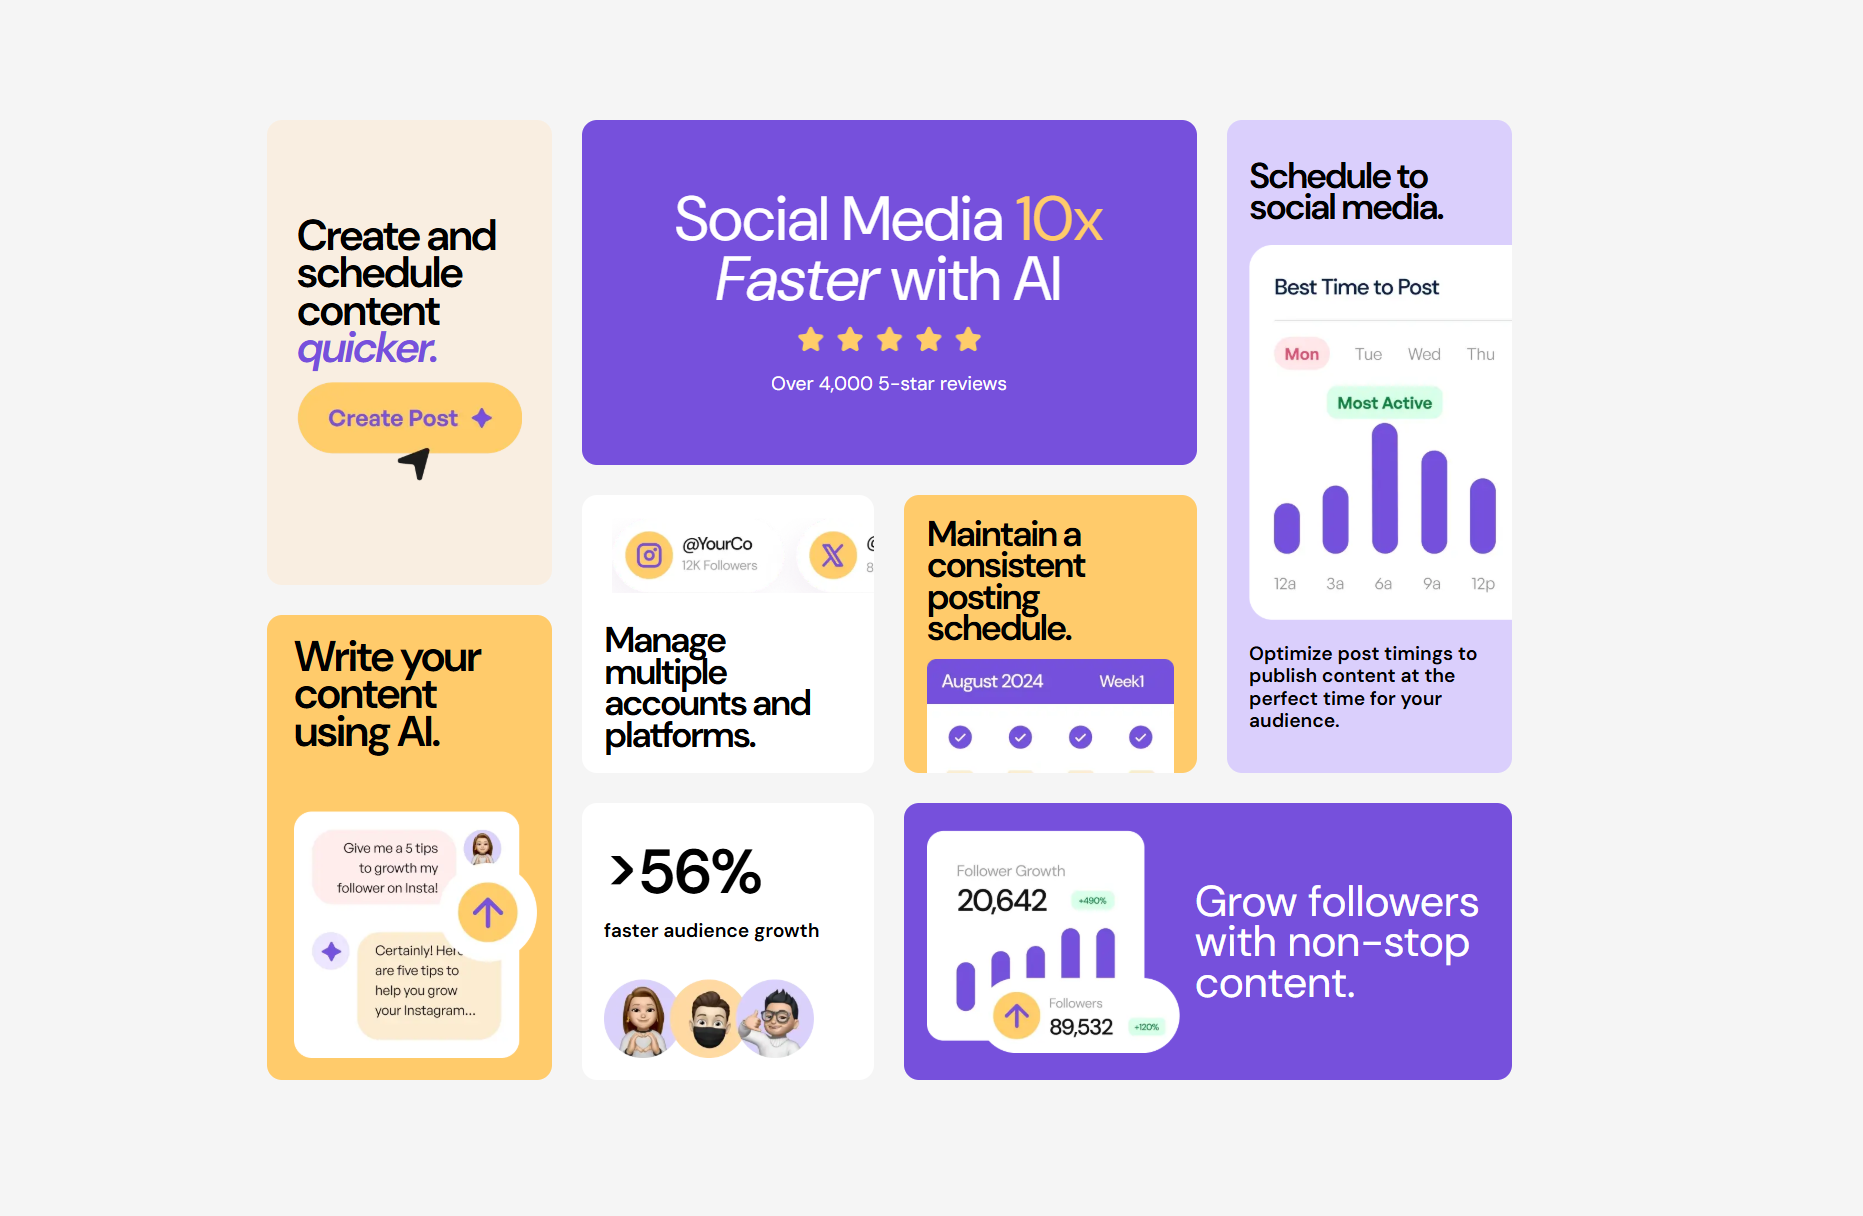 Create and
schedule
content
quicker.
Create Post
Social Media 10x
Faster with AI
Over 4,000 5-star reviews
Schedule to
social media.
Best Time to Post
Mon Tue Wed Thu
Most Active
12a 3a 6a 9a 12p
Optimize post timings to
publish content at the
perfect time for your
audience.
@YourCo
12K Followers
@
8
Manage
multiple
accounts and
platforms.
Maintain a
consistent
posting
schedule.
August 2024 Week1
Write your
content
using AI.
Give me a 5 tips
to growth my
follower on Insta!
Certainly! Here
are five tips to
help you grow
your Instagram...
>56%
faster audience growth
Follower Growth
20,642 +490%
Followers
89,532 +120%
Grow followers
with non-stop
content.